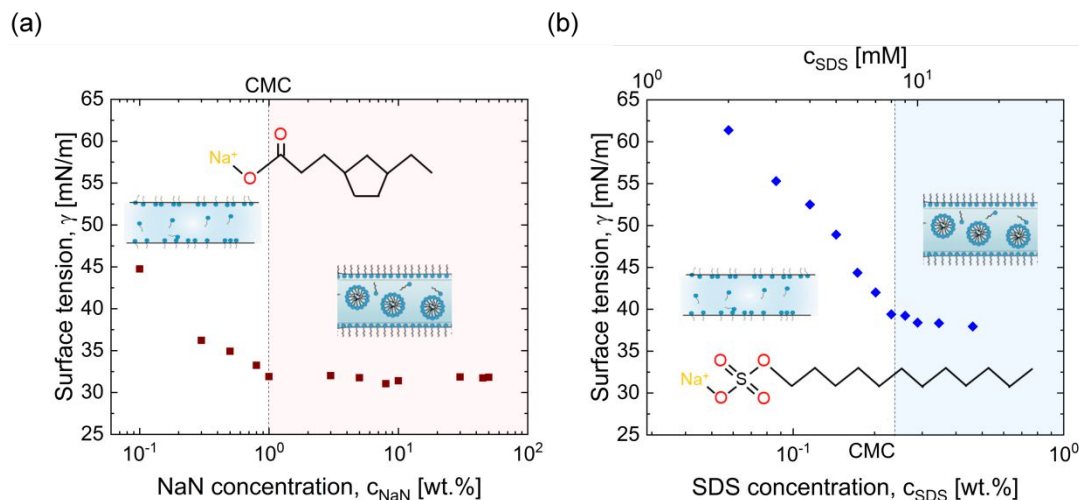 (a)
CMC
Surface tension, γ [mN/m]
65
60
55
50
45
40
35
30
25
O
Na⁺
O
10⁻¹ 10⁰ 10¹ 10²
NaN concentration, c_NaN [wt.%]
(b)
c_SDS [mM]
10⁰ 10¹
Surface tension, γ [mN/m]
65
60
55
50
45
40
35
30
25
O O
Na⁺ S
O O
10⁻¹ CMC 10⁰
SDS concentration, c_SDS [wt.%]